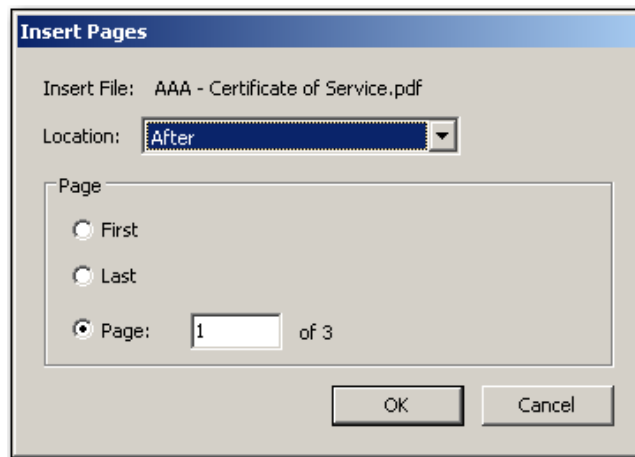 Insert Pages
Insert File: AAA - Certificate of Service.pdf
Location: After
Page
First
Last
Page: 1 of 3
OK Cancel